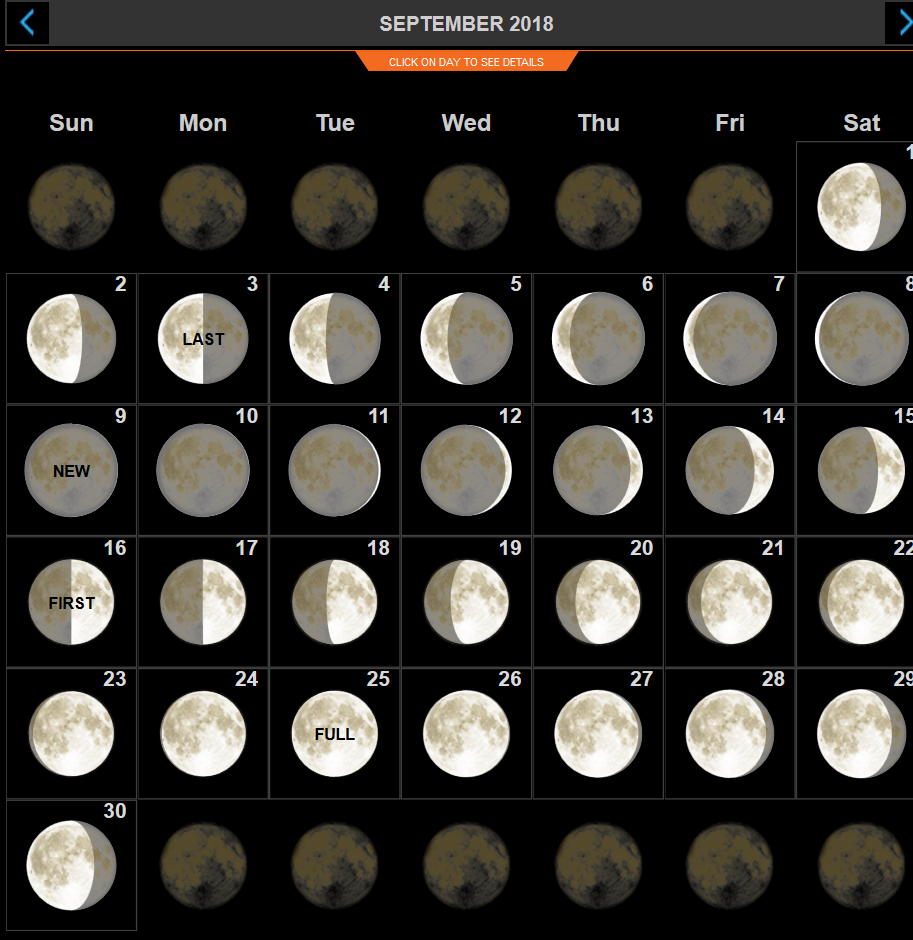 SEPTEMBER 2018
CLICK ON DAY TO SEE DETAILS
Sun Mon Tue Wed Thu Fri Sat
1
2 3 4 5 6 7 8
LAST
9 10 11 12 13 14 15
NEW
16 17 18 19 20 21 22
FIRST
23 24 25 26 27 28 29
FULL
30